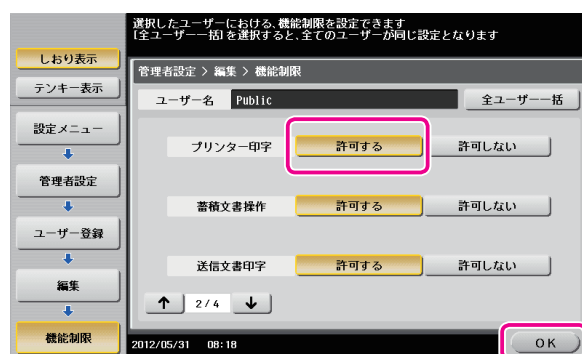 選択したユーザーにおける、機能制限を設定できます
[全ユーザー一括]を選択すると、全てのユーザーが同じ設定となります
しおり表示
テンキー表示
設定メニュー
管理者設定
ユーザー登録
編集
機能制限
管理者設定 > 編集 > 機能制限
ユーザー名 Public 全ユーザー一括
プリンター印字 許可する 許可しない
蓄積文書操作 許可する 許可しない
送信文書印字 許可する 許可しない
↑ 2/4 ↓
2012/05/31 08:18 OK